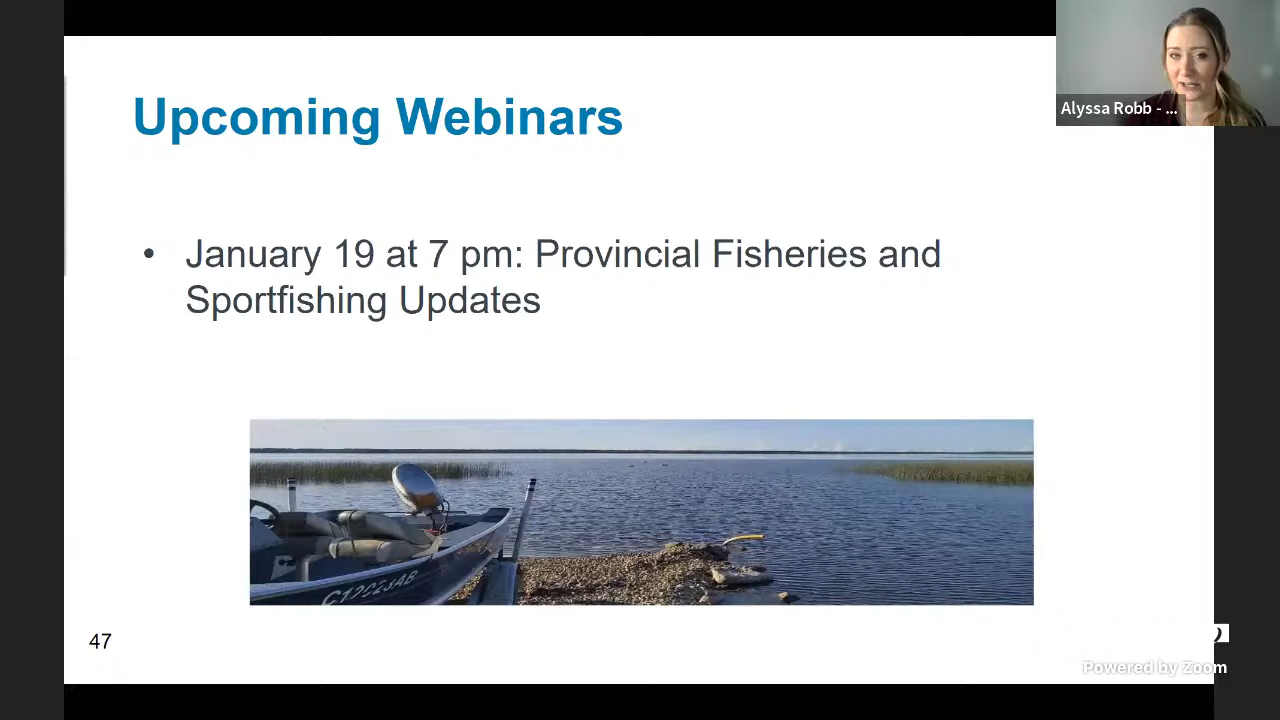 Upcoming Webinars
Alyssa Robb - ...
• January 19 at 7 pm: Provincial Fisheries and
Sportfishing Updates
47
Powered by Zoom